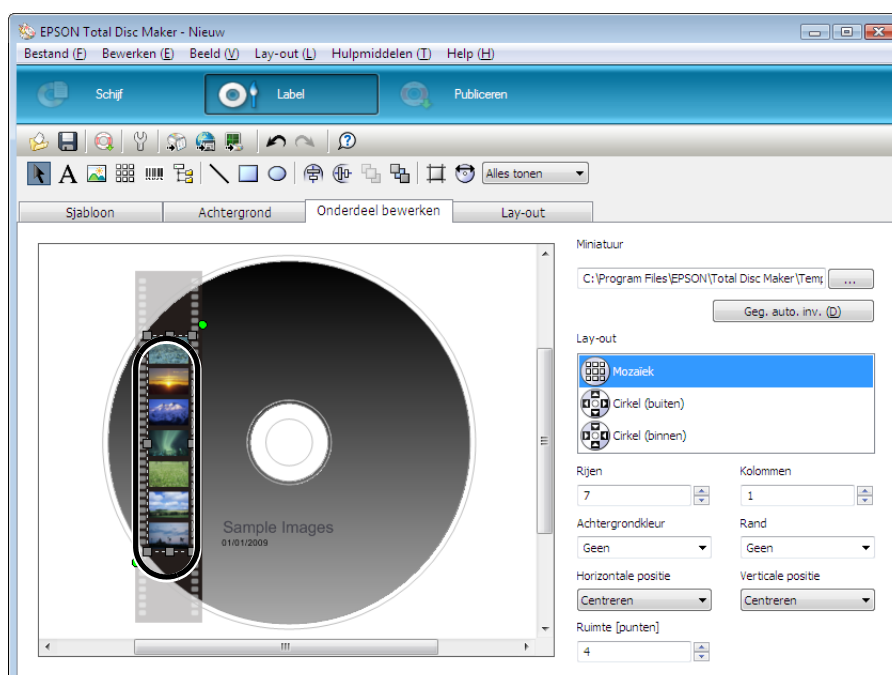 EPSON Total Disc Maker - Nieuw
Bestand (F) Bewerken (E) Beeld (V) Lay-out (L) Hulpmiddelen (T) Help (H)
Schijf Label Publiceren
A Alles tonen
Sjabloon Achtergrond Onderdeel bewerken Lay-out
Miniatuur
C:\Program Files\EPSON\Total Disc Maker\Temp ...
Geg. auto. inv. (D)
Lay-out
Mozaïek
Cirkel (buiten)
Cirkel (binnen)
Rijen Kolommen
7 1
Achtergrondkleur Rand
Geen Geen
Horizontale positie Verticale positie
Centreren Centreren
Ruimte [punten]
4
Sample Images
01/01/2009